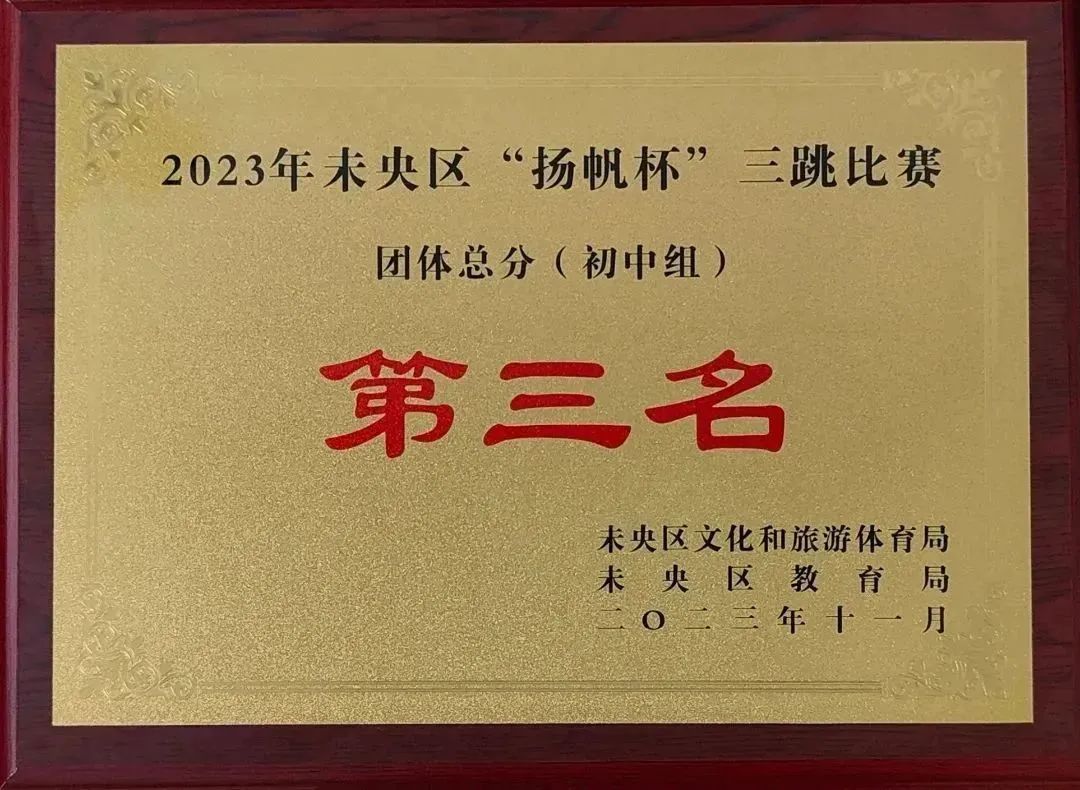 2023年未央区“扬帆杯”三跳比赛
团体总分（初中组）
第三名
未央区文化和旅游体育局
未央区教育局
二〇二三年十一月